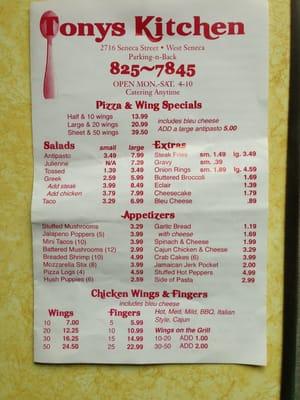 Tonys Kitchen
2716 Seneca Street • West Seneca
Parking-n-Back
825~7845
OPEN MON.-SAT. 4-10
Catering Anytime
Pizza & Wing Specials
Half & 10 wings 13.99
Large & 20 wings 20.99
Sheet & 50 wings 39.50
includes bleu cheese
ADD a large antipasto 5.00
Salads small large
Antipasto 3.49 7.99
Julienne N/A 7.29
Tossed 1.39 3.49
Greek 2.59 5.99
Add steak 3.99 8.49
Add chicken 3.79 7.99
Taco 3.29 6.99
Extras
Steak Fries sm. 1.49 lg. 3.49
Gravy sm. .39
Onion Rings sm. 1.89 lg. 4.59
Buttered Broccoli 1.69
Eclair 1.39
Cheesecake 1.79
Bleu Cheese .89
Appetizers
Stuffed Mushrooms 3.29
Jalapeno Poppers (5) 3.99
Mini Tacos (10) 3.99
Battered Mushrooms (12) 2.99
Breaded Shrimp (10) 4.99
Mozzarella Stix (8) 3.99
Pizza Logs (4) 4.59
Hush Puppies (6) 2.59
Garlic Bread 1.19
with cheese 1.69
Spinach & Cheese 1.99
Cajun Chicken & Cheese 3.29
Crab Cakes (6) 3.99
Jamaican Jerk Pocket 2.00
Stuffed Hot Peppers 4.99
Side of Pasta 2.99
Chicken Wings & Fingers
includes bleu cheese
Wings
10 7.00
20 12.25
30 16.25
50 24.50
Fingers
5 5.99
10 9.99
15 14.99
25 22.99
Hot, Med, Mild, BBQ, Italian
Style, Cajun
Wings on the Grill
10-20 ADD 1.00
30-50 ADD 2.00